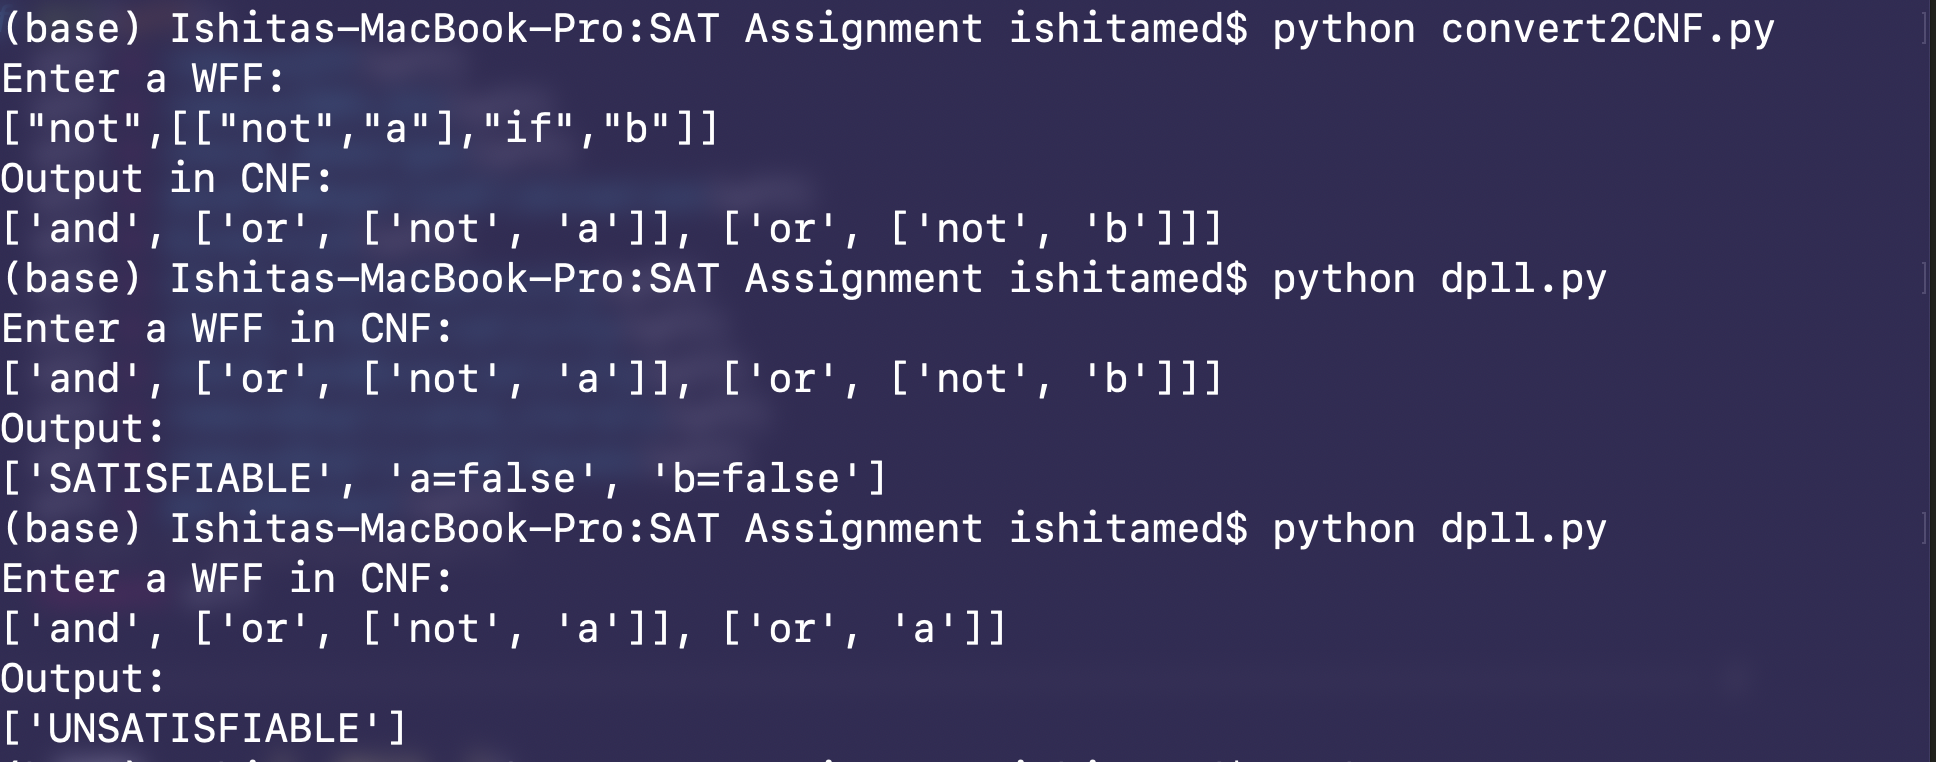 (base) Ishitas-MacBook-Pro:SAT Assignment ishitamed$ python convert2CNF.py
Enter a WFF:
["not",[["not","a"],"if","b"]]
Output in CNF:
['and', ['or', ['not', 'a']], ['or', ['not', 'b']]]
(base) Ishitas-MacBook-Pro:SAT Assignment ishitamed$ python dpll.py
Enter a WFF in CNF:
['and', ['or', ['not', 'a']], ['or', ['not', 'b']]]
Output:
['SATISFIABLE', 'a=false', 'b=false']
(base) Ishitas-MacBook-Pro:SAT Assignment ishitamed$ python dpll.py
Enter a WFF in CNF:
['and', ['or', ['not', 'a']], ['or', 'a']]
Output:
['UNSATISFIABLE']